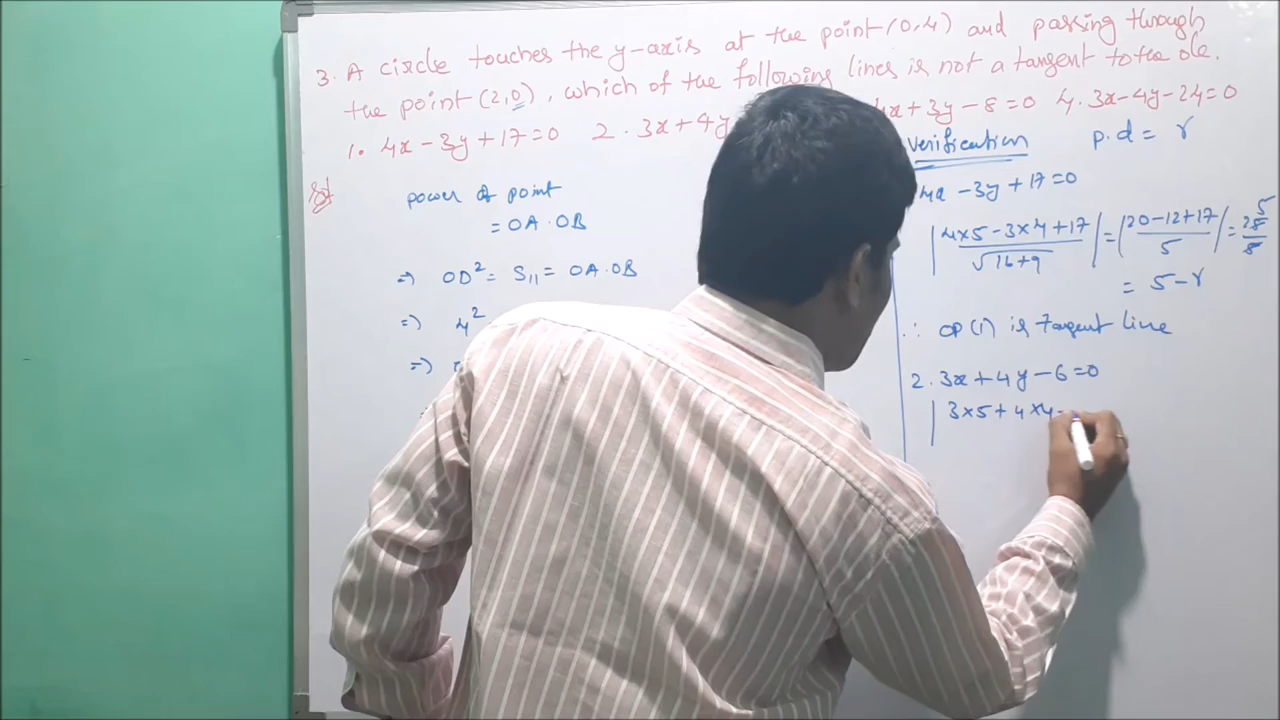 3. A circle touches the y-axis at the point (0,4) and passing through
the point (2,0), which of the following lines is not a tangent to the ole.
1. 4x-3y+17=0 2. 3x+4y 4x+3y-8=0 4. 3x-4y-24=0
Sol
power of point
= OA.OB
=> OD² = S₁₁ = OA.OB
=> 4²
=>
verification p.d = r
4x-3y+17=0
|4×5-3×4+17/√16+9| = |20-12+17/5| = 25/5
= 5-r
∴ op(1) is tangent line
2. 3x+4y-6=0
|3×5+4×4-